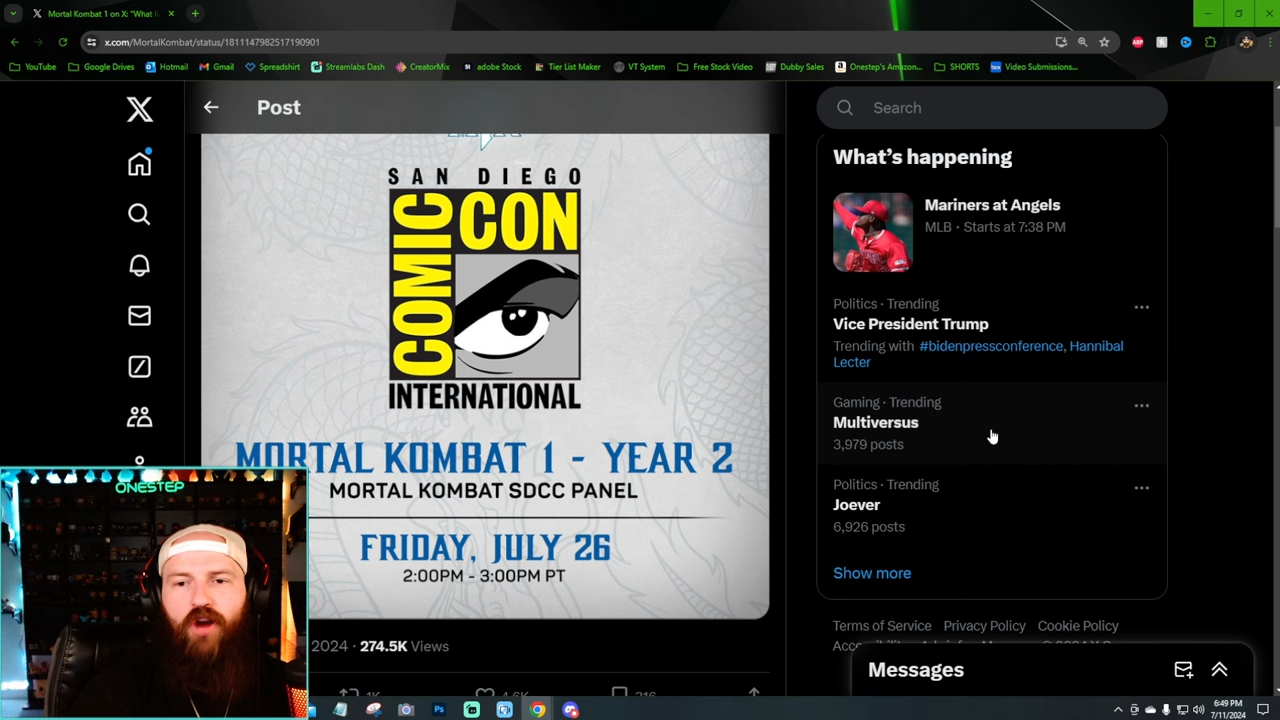 Mortal Kombat 1 on X: "What i
x.com/MortalKombat/status/1811147982517190901
YouTube
Google Drives
Hotmail
Gmail
Spreadshirt
Streamlabs Dash
CreatorMix
adobe Stock
Tier List Maker
VT System
Free Stock Video
Dubby Sales
Onestep's Amazon...
SHORTS
Video Submissions...
Post
SAN DIEGO
COMIC
CON
INTERNATIONAL
MORTAL KOMBAT 1 - YEAR 2
MORTAL KOMBAT SDCC PANEL
FRIDAY, JULY 26
2:00PM - 3:00PM PT
2024 · 274.5K Views
1K
4.6K
316
Search
What's happening
Mariners at Angels
MLB · Starts at 7:38 PM
Politics · Trending
Vice President Trump
Trending with #bidenpressconference, Hannibal
Lecter
Gaming · Trending
Multiversus
3,979 posts
Politics · Trending
Joever
6,926 posts
Show more
Terms of Service Privacy Policy Cookie Policy
Messages
ONESTEP
6:49 PM
7/11/2024